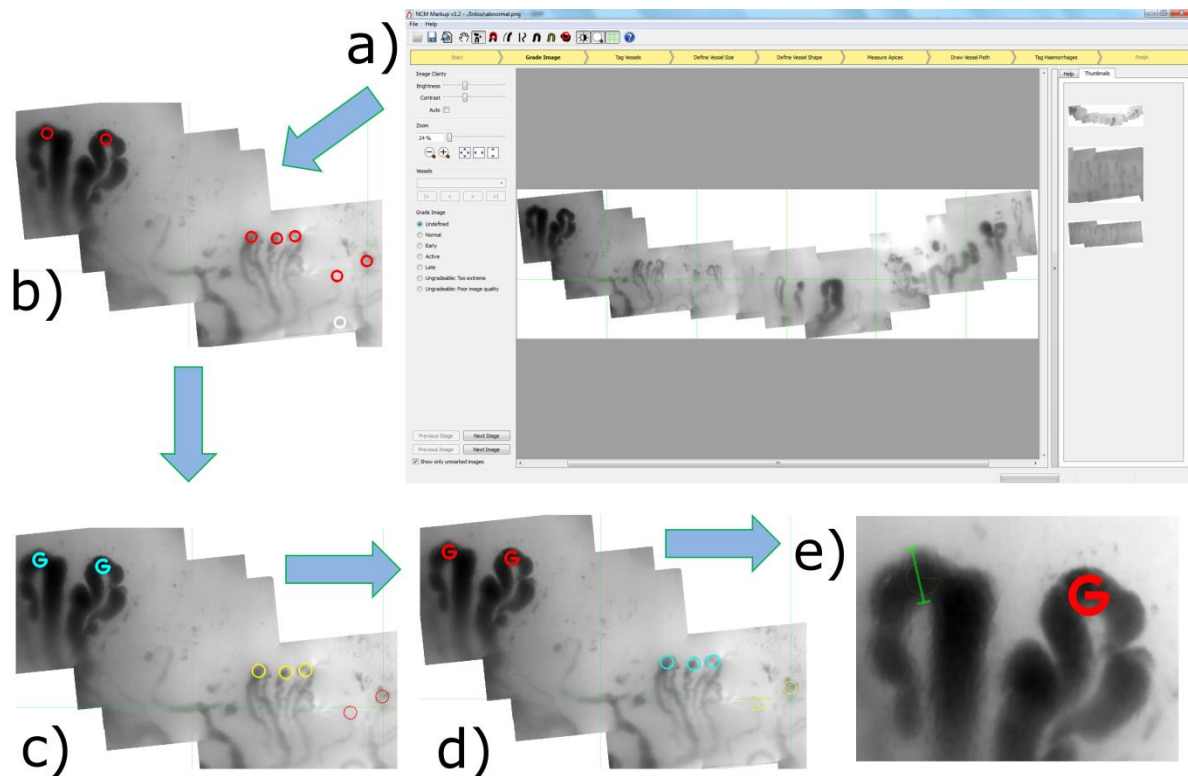 a)
NCM Markup v1.2 - ./Inbox\abnormal.png
File Help
Start Grade Image Tag Vessels Define Vessel Size Define Vessel Shape Measure Apices Draw Vessel Path Tag Haemorrhages Finish
Image Clarity
Brightness
Contrast
Auto
Zoom
24 %
Vessels
|< < > >|
Grade Image
Undefined
Normal
Early
Active
Late
Ungradeable: Too extreme
Ungradeable: Poor image quality
Previous Stage Next Stage
Previous Image Next Image
Show only unmarked images
Help Thumbnails
b)
G G
c)
G G
d)
e)
G